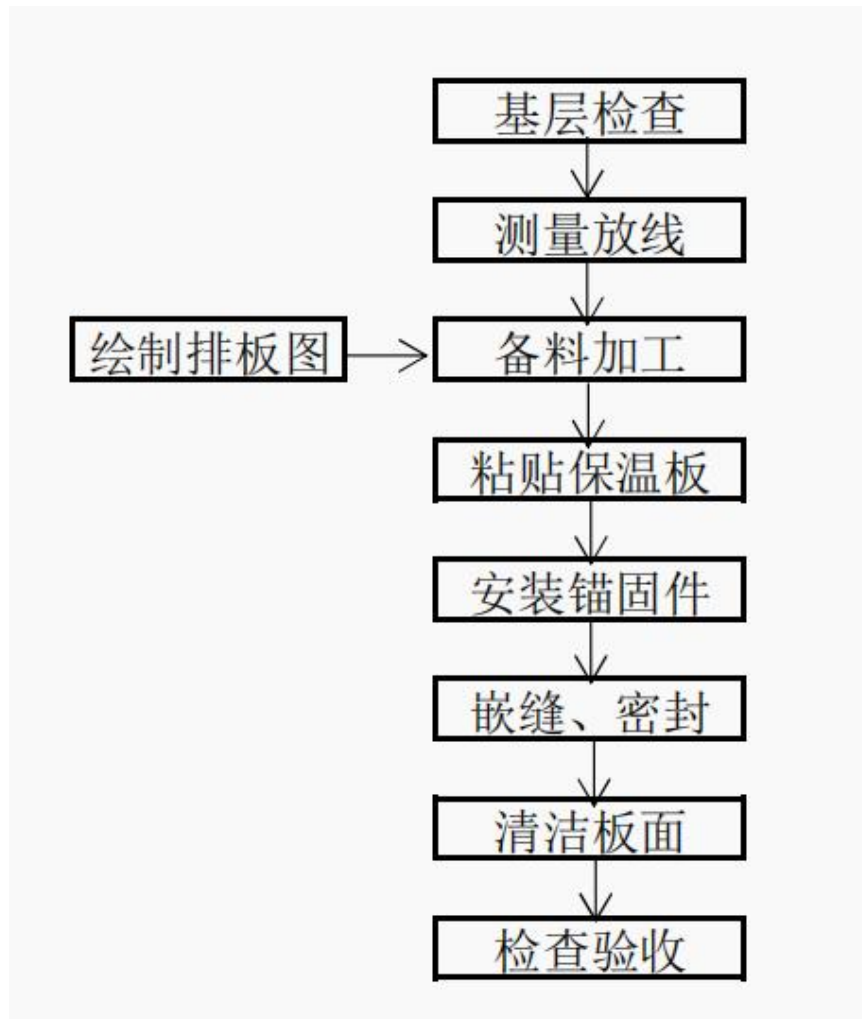 基层检查
测量放线
绘制排板图
备料加工
粘贴保温板
安装锚固件
嵌缝、密封
清洁板面
检查验收